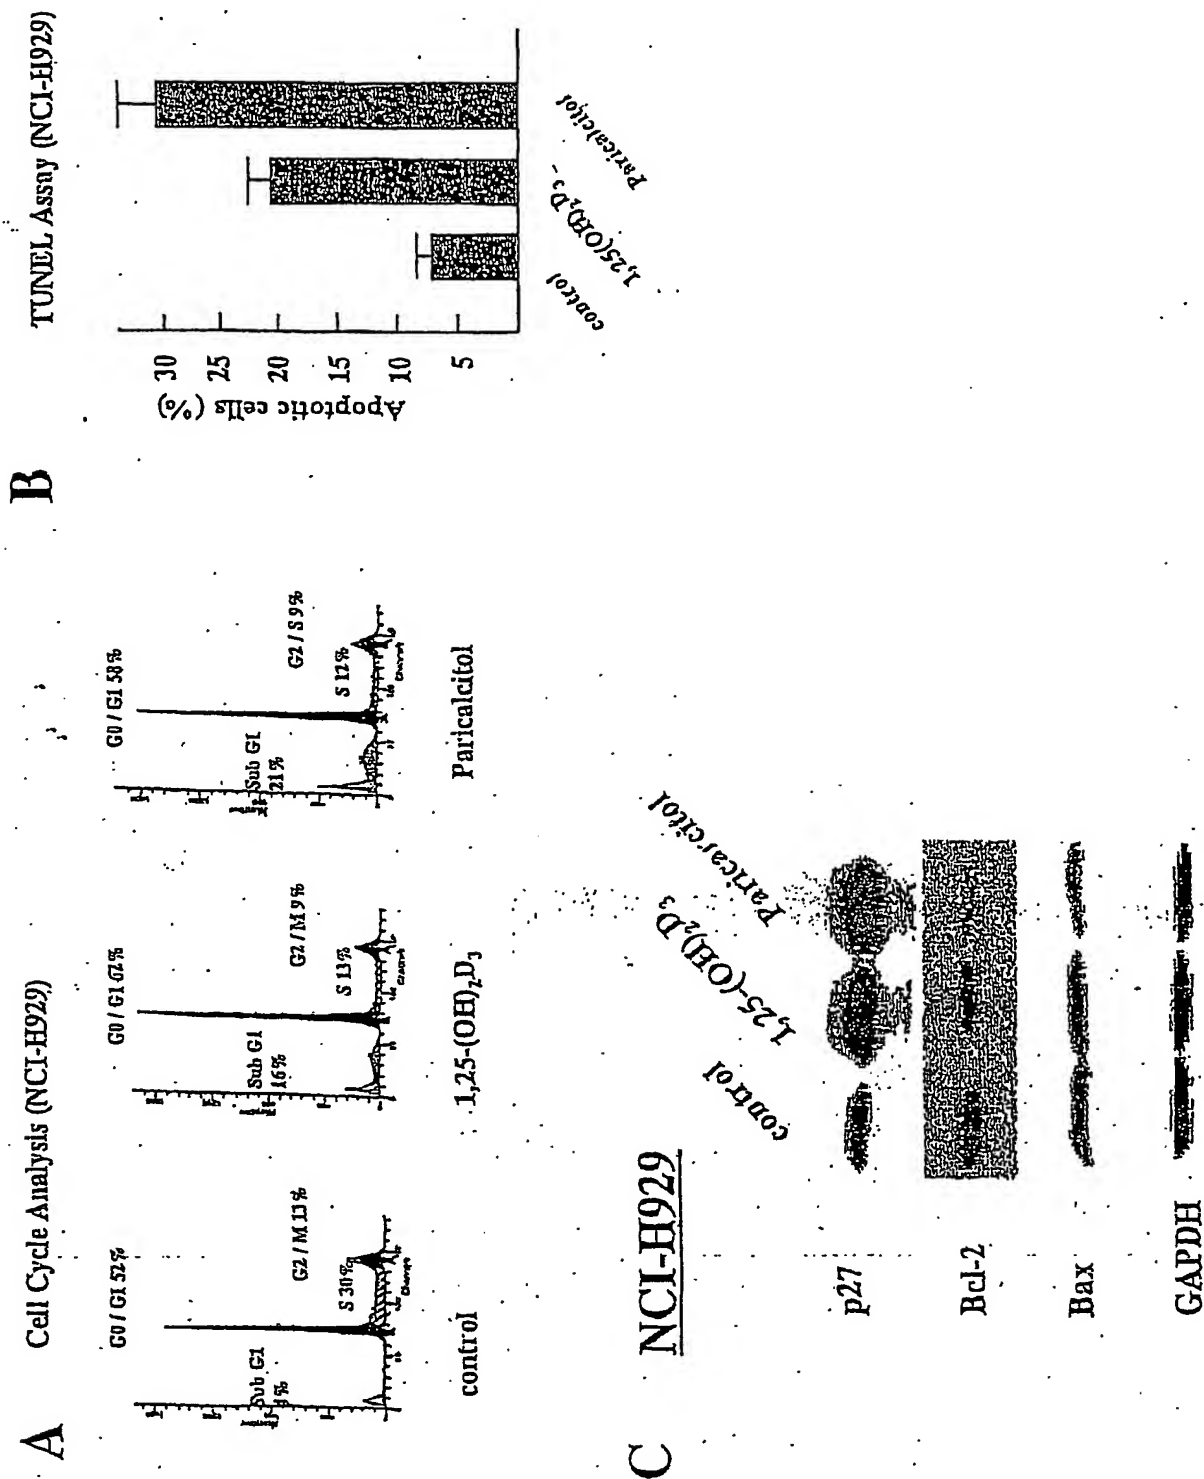 A
Cell Cycle Analysis (NCI-H929)
G0 / G1 52%
Sub G1
4%
S 30%
G2 / M 13%
control
G0 / G1 62%
Sub G1
16%
S 13%
G2 / M 9%
1,25-(OH)₂D₃
G0 / G1 58%
Sub G1
21%
S 12%
G2 / S 9%
Paricalcitol
B
TUNEL Assay (NCI-H929)
Apoptotic cells (%)
30
25
20
15
10
5
control
1,25(OH)₂D₃
Paricalcitol
C
NCI-H929
control
1,25-(OH)₂D₃
Paricarcitol
p27
Bcl-2
Bax
GAPDH